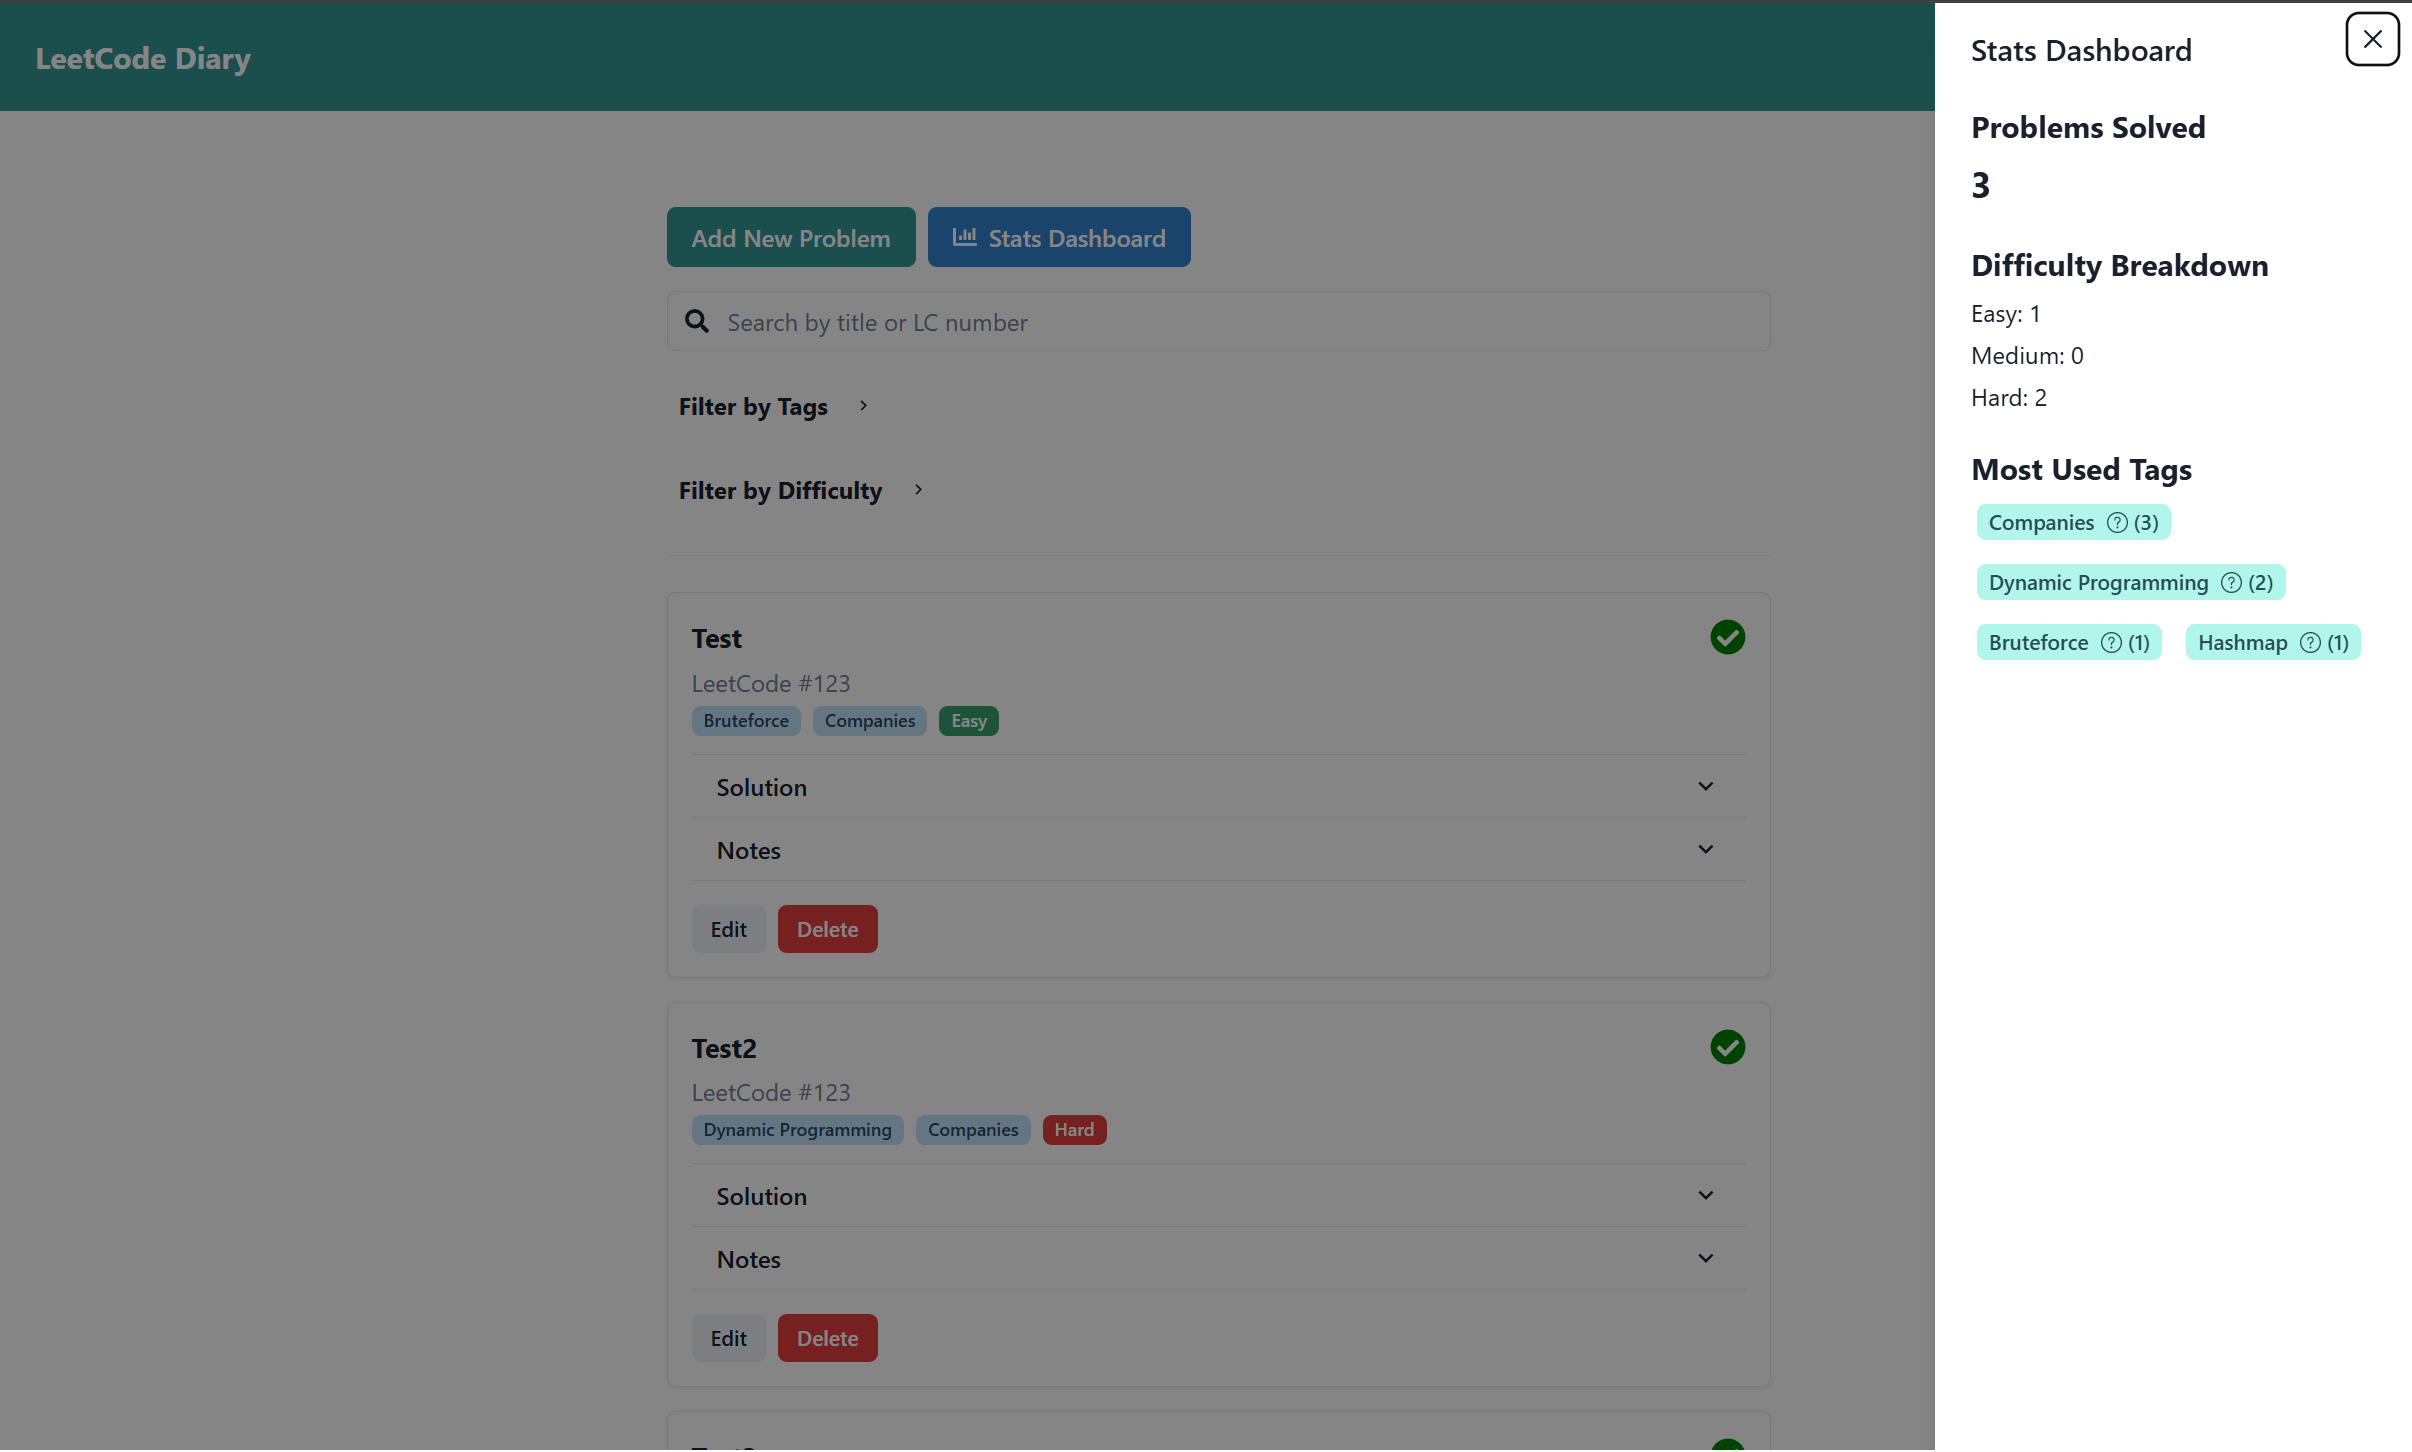 LeetCode Diary
Add New Problem
Stats Dashboard
Search by title or LC number
Filter by Tags
Filter by Difficulty
Test
LeetCode #123
Bruteforce Companies Easy
Solution
Notes
Edit Delete
Test2
LeetCode #123
Dynamic Programming Companies Hard
Solution
Notes
Edit Delete
Stats Dashboard
Problems Solved
3
Difficulty Breakdown
Easy: 1
Medium: 0
Hard: 2
Most Used Tags
Companies ? (3)
Dynamic Programming ? (2)
Bruteforce ? (1) Hashmap ? (1)